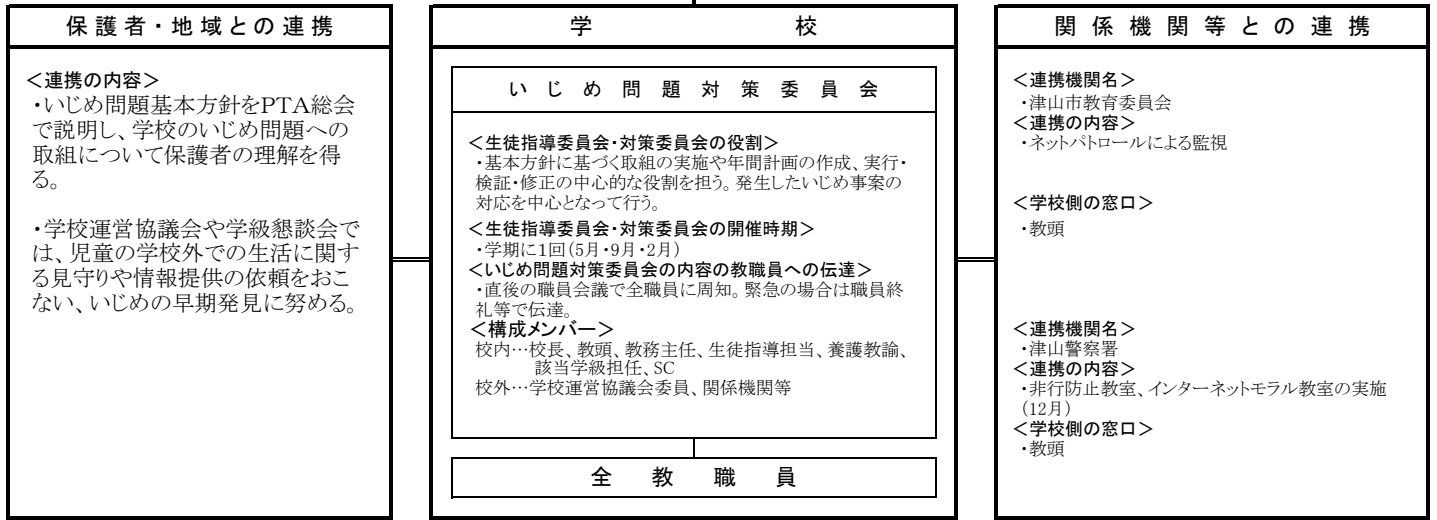 保護者・地域との連携
＜連携の内容＞
・いじめ問題基本方針をPTA総会
で説明し、学校のいじめ問題への
取組について保護者の理解を得
る。
・学校運営協議会や学級懇談会で
は、児童の学校外での生活に関す
る見守りや情報提供の依頼をおこ
ない、いじめの早期発見に努める。
学校
いじめ問題対策委員会
＜生徒指導委員会・対策委員会の役割＞
・基本方針に基づく取組の実施や年間計画の作成、実行・
検証・修正の中心的な役割を担う。発生したいじめ事案の
対応を中心となって行う。
＜生徒指導委員会・対策委員会の開催時期＞
・学期に1回(5月・9月・2月)
＜いじめ問題対策委員会の内容の教職員への伝達＞
・直後の職員会議で全職員に周知。緊急の場合は職員終
礼等で伝達。
＜構成メンバー＞
校内…校長、教頭、教務主任、生徒指導担当、養護教諭、
該当学級担任、SC
校外…学校運営協議会委員、関係機関等
全教職員
関係機関等との連携
＜連携機関名＞
・津山市教育委員会
＜連携の内容＞
・ネットパトロールによる監視
＜学校側の窓口＞
・教頭
＜連携機関名＞
・津山警察署
＜連携の内容＞
・非行防止教室、インターネットモラル教室の実施
(12月)
＜学校側の窓口＞
・教頭